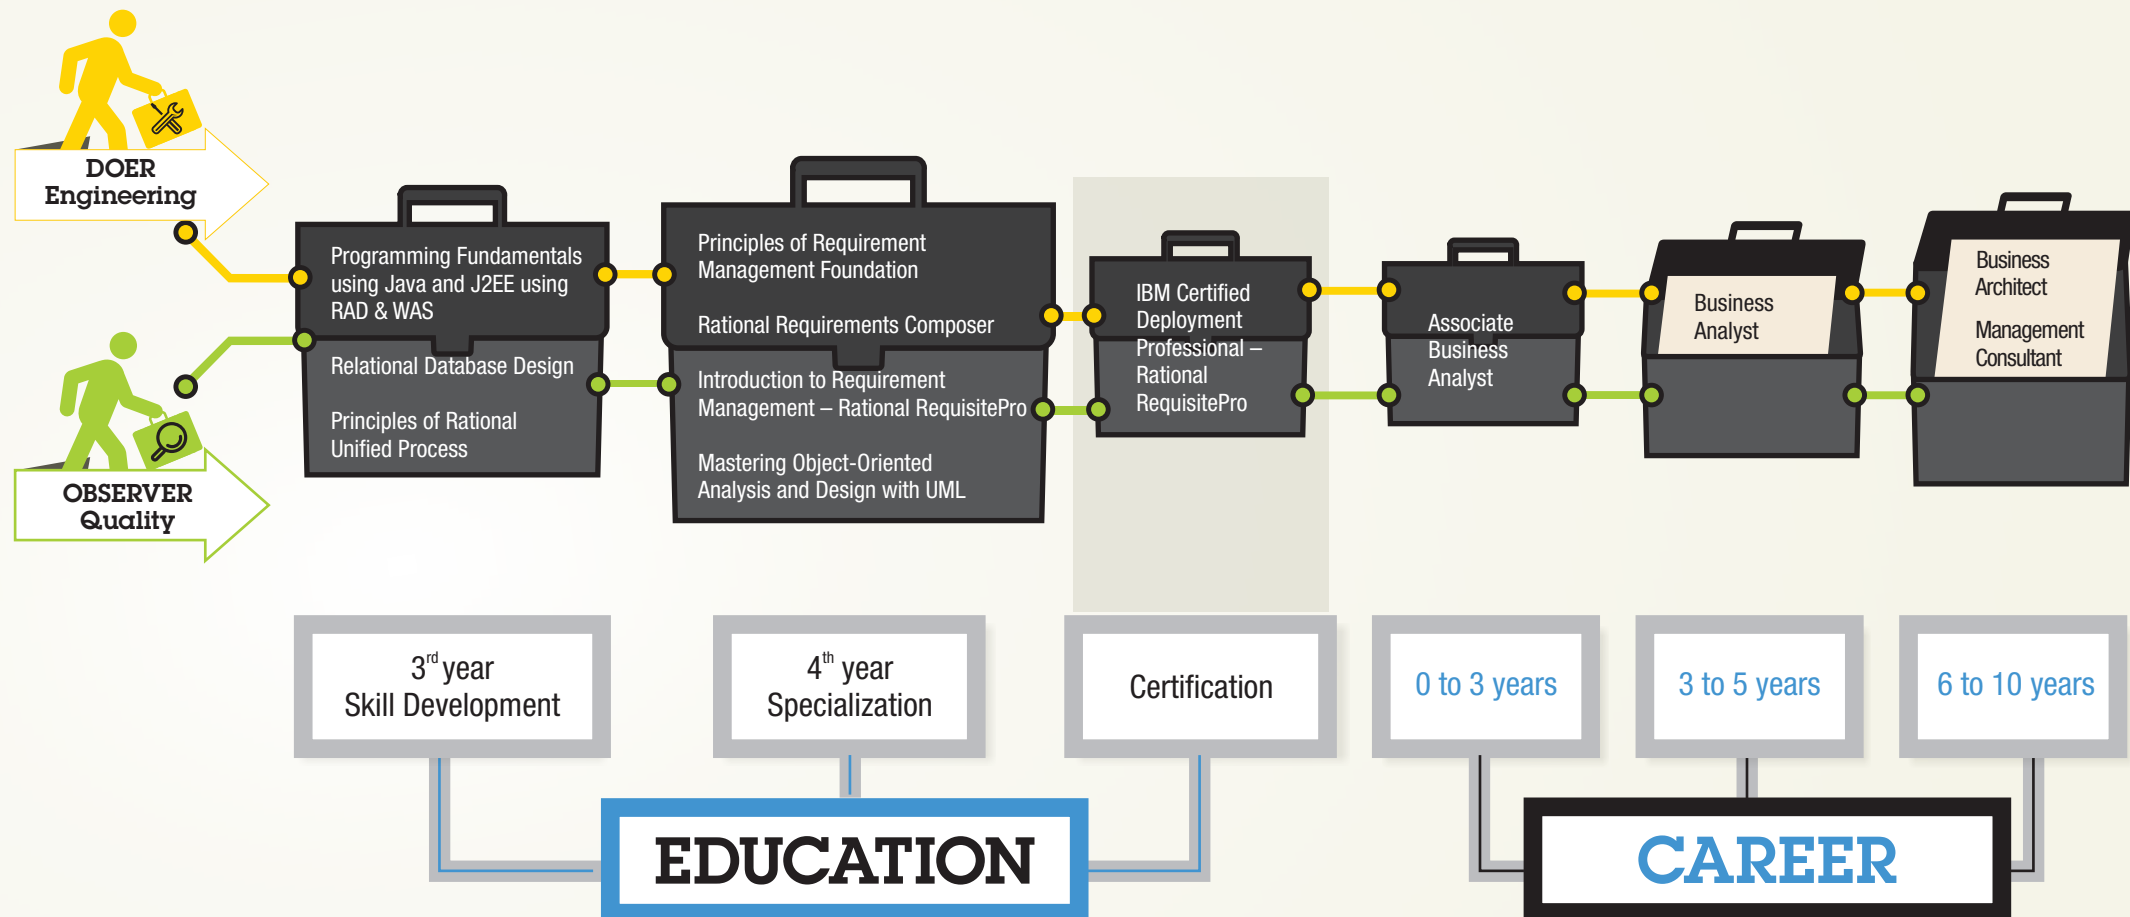 DOER
Engineering
OBSERVER
Quality
Programming Fundamentals
using Java and J2EE using
RAD & WAS
Relational Database Design
Principles of Rational
Unified Process
Principles of Requirement
Management Foundation
Rational Requirements Composer
Introduction to Requirement
Management – Rational RequisitePro
Mastering Object-Oriented
Analysis and Design with UML
IBM Certified
Deployment
Professional –
Rational
RequisitePro
Associate
Business
Analyst
Business
Analyst
Business
Architect
Management
Consultant
3rd year
Skill Development
4th year
Specialization
Certification
0 to 3 years
3 to 5 years
6 to 10 years
EDUCATION
CAREER